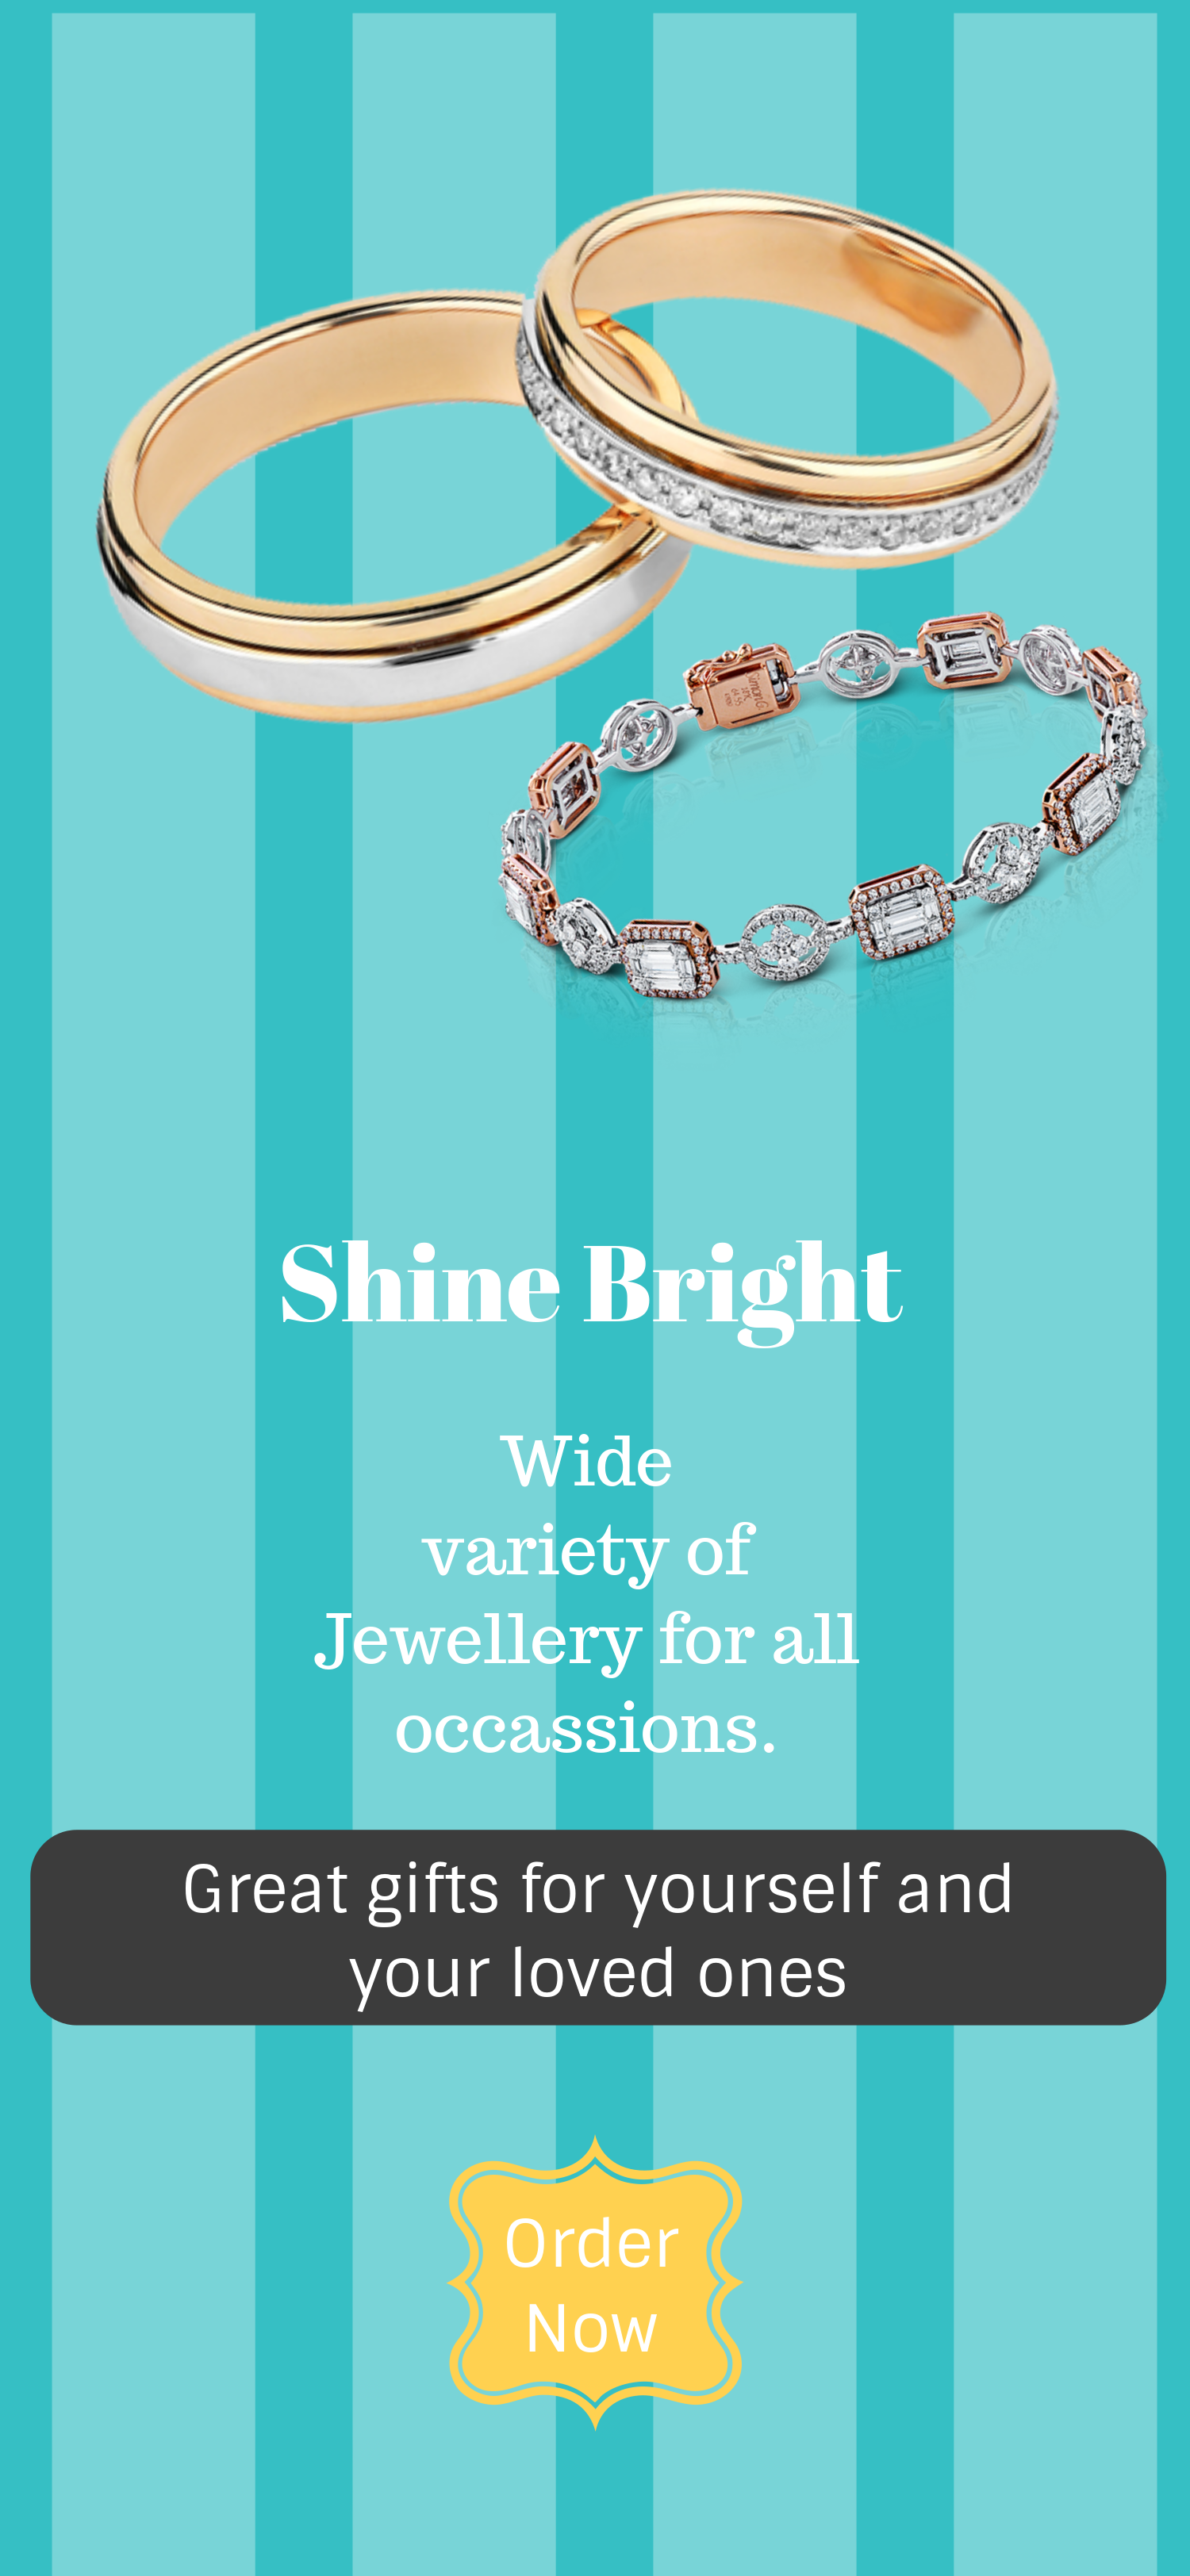 Shine Bright
Wide
variety of
Jewellery for all
occassions.
Great gifts for yourself and
your loved ones
Order
Now